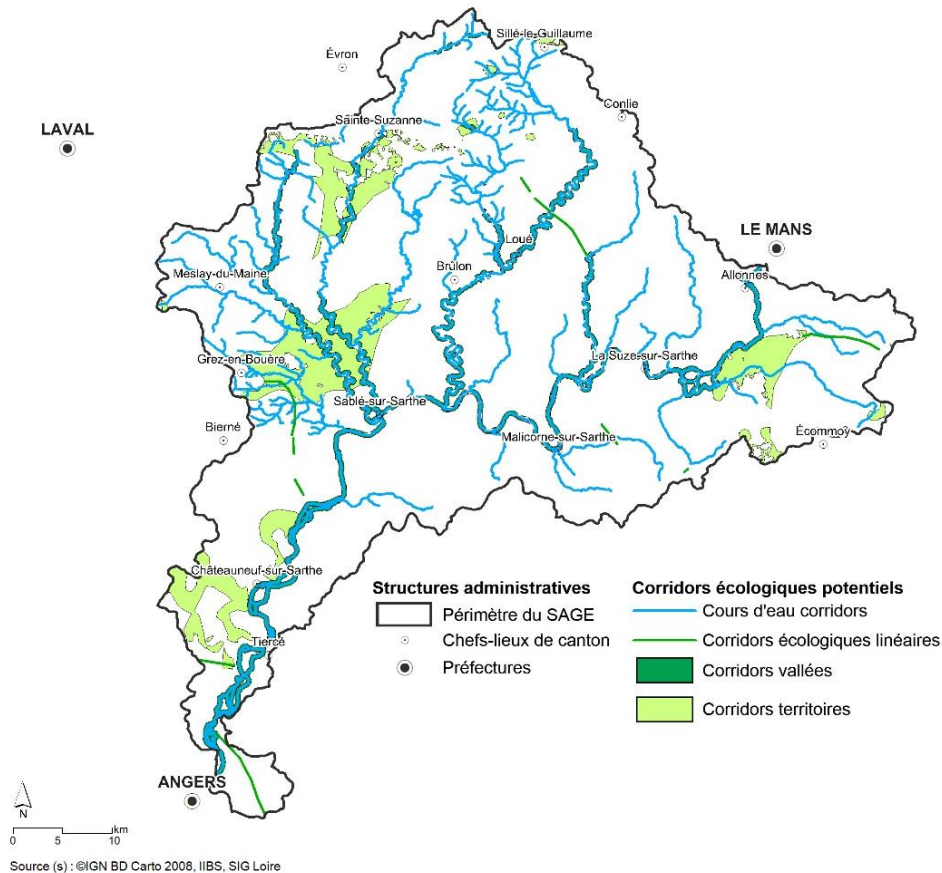 Sillé-le-Guillaume
Évron
Conlie
LAVAL
Sainte-Suzanne
LE MANS
Loué
Meslay-du-Maine
Brûlon
Allonnes
Grez-en-Bouère
La Suze-sur-Sarthe
Sablé-sur-Sarthe
Bierné
Malicorne-sur-Sarthe
Écommoy
Châteauneuf-sur-Sarthe
Tiercé
ANGERS
Structures administratives
Périmètre du SAGE
Chefs-lieux de canton
Préfectures
Corridors écologiques potentiels
Cours d'eau corridors
Corridors écologiques linéaires
Corridors vallées
Corridors territoires
N
km
0 5 10
Source (s) : ©IGN BD Carto 2008, IIBS, SIG Loire